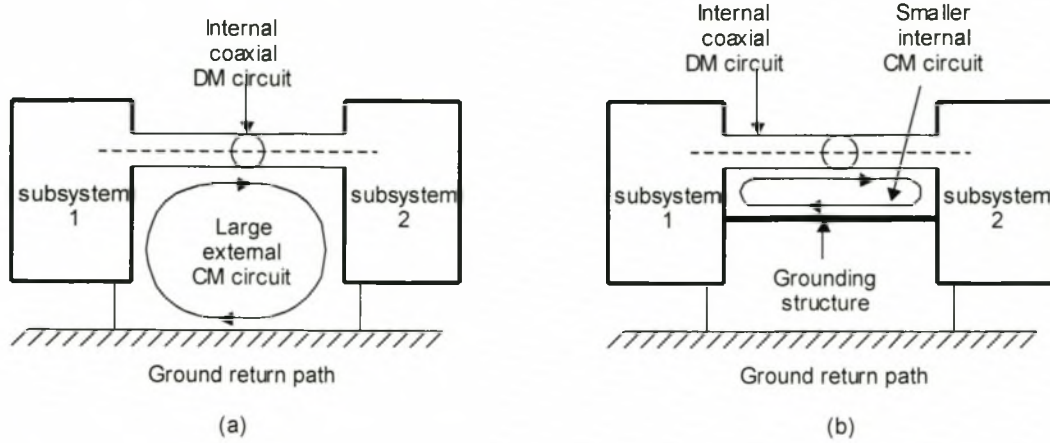 Internal
coaxial
DM circuit
subsystem
1
subsystem
2
Large
external
CM circuit
Ground return path
(a)
Internal
coaxial
DM circuit
Smaller
internal
CM circuit
subsystem
1
subsystem
2
Grounding
structure
Ground return path
(b)